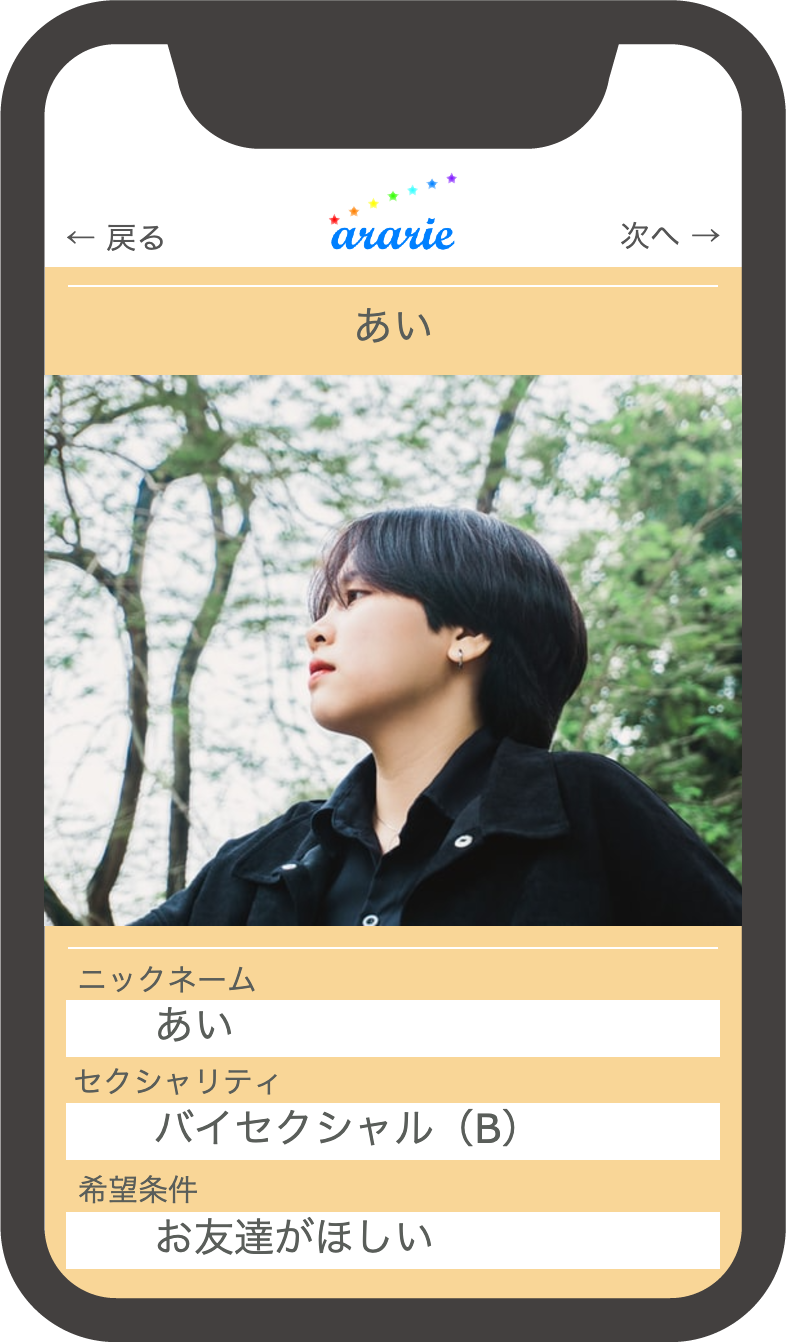 ararie
← 戻る
次へ →
あい
ニックネーム
あい
セクシャリティ
バイセクシャル（B）
希望条件
お友達がほしい